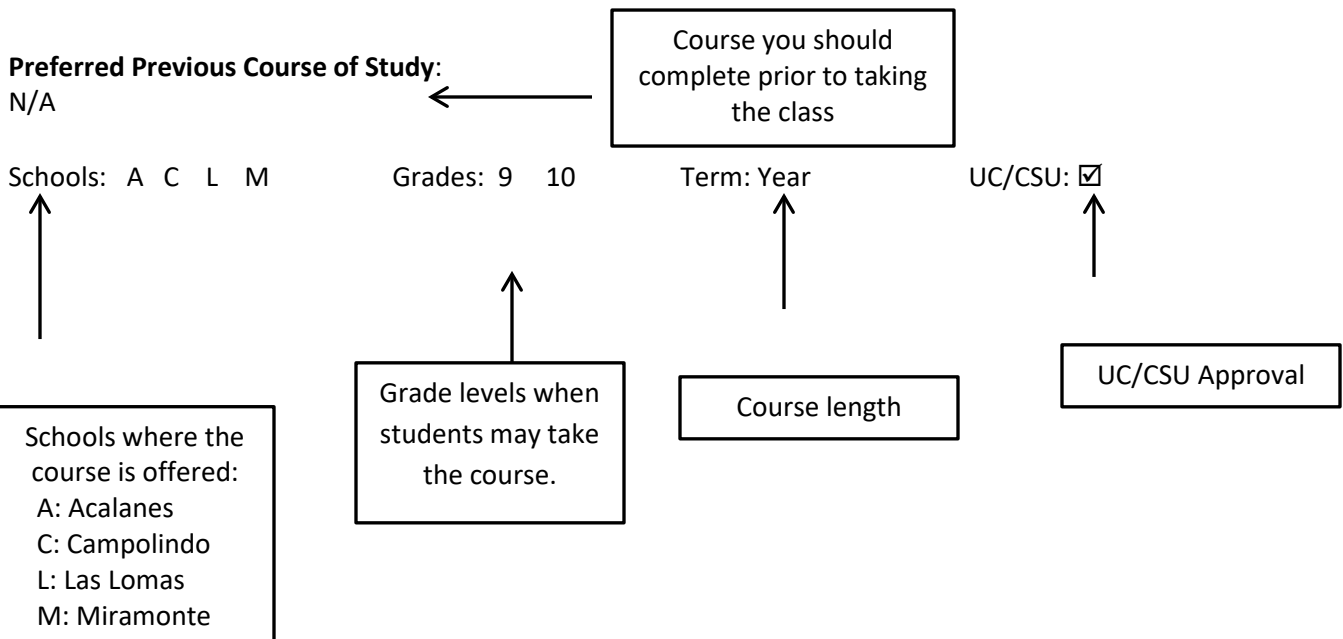 Course you should
complete prior to taking
the class
Preferred Previous Course of Study:
N/A
Schools: A C L M Grades: 9 10 Term: Year UC/CSU: ☑
Schools where the
course is offered:
A: Acalanes
C: Campolindo
L: Las Lomas
M: Miramonte
Grade levels when
students may take
the course.
Course length
UC/CSU Approval